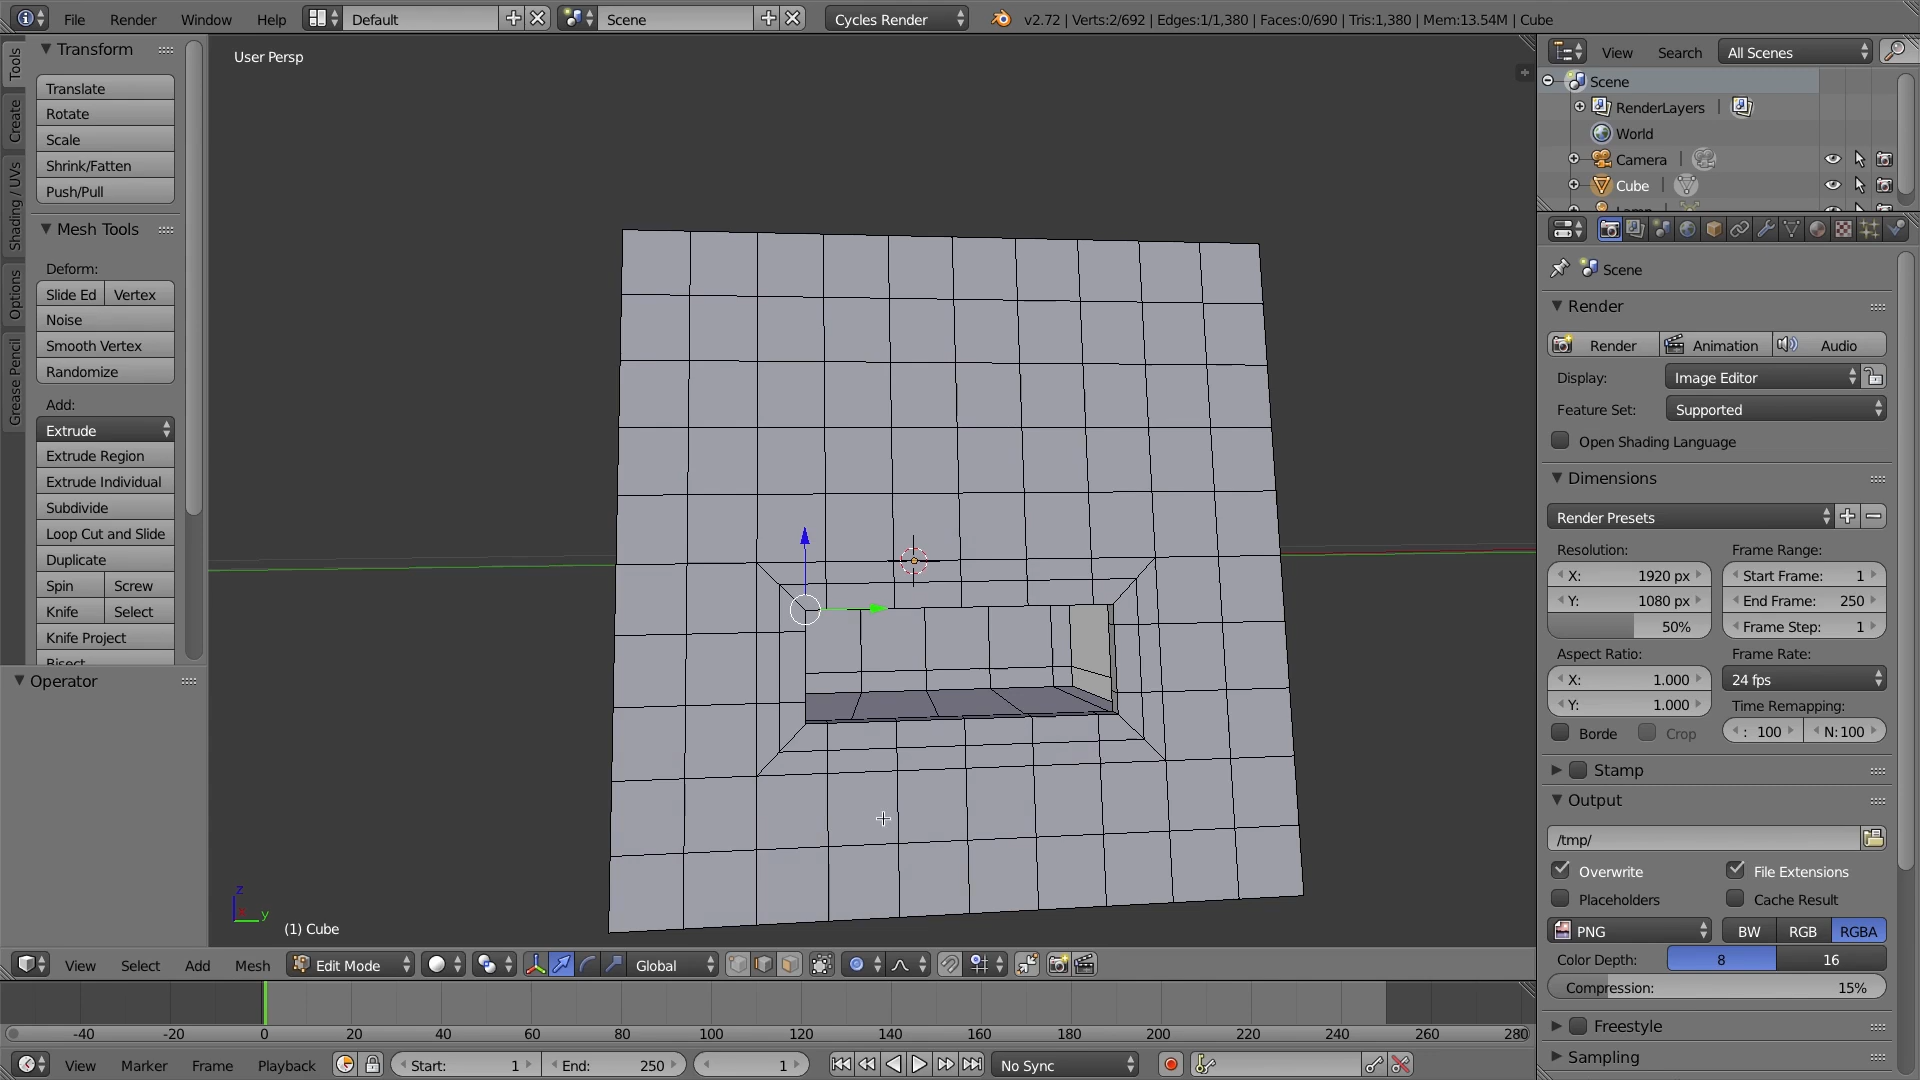 File Render Window Help Default Scene Cycles Render v2.72 | Verts:2/692 | Edges:1/1,380 | Faces:0/690 | Tris:1,380 | Mem:13.54M | Cube
Tools
Create
Shading / UVs
Options
Grease Pencil
Transform
Translate
Rotate
Scale
Shrink/Fatten
Push/Pull
Mesh Tools
Deform:
Slide Ed Vertex
Noise
Smooth Vertex
Randomize
Add:
Extrude
Extrude Region
Extrude Individual
Subdivide
Loop Cut and Slide
Duplicate
Spin Screw
Knife Select
Knife Project
Bisect
Operator
User Persp
z
y
(1) Cube
View Select Add Mesh Edit Mode Global
-40 -20 0 20 40 60 80 100 120 140 160 180 200 220 240 260 280
View Marker Frame Playback Start: 1 End: 250 1 No Sync
View Search All Scenes
Scene
RenderLayers
World
Camera
Cube
Scene
Render
Render Animation Audio
Display: Image Editor
Feature Set: Supported
Open Shading Language
Dimensions
Render Presets
Resolution: Frame Range:
X: 1920 px Start Frame: 1
Y: 1080 px End Frame: 250
50% Frame Step: 1
Aspect Ratio: Frame Rate:
X: 1.000 24 fps
Y: 1.000 Time Remapping:
Borde Crop : 100 N:100
Stamp
Output
/tmp/
Overwrite File Extensions
Placeholders Cache Result
PNG BW RGB RGBA
Color Depth: 8 16
Compression: 15%
Freestyle
Sampling